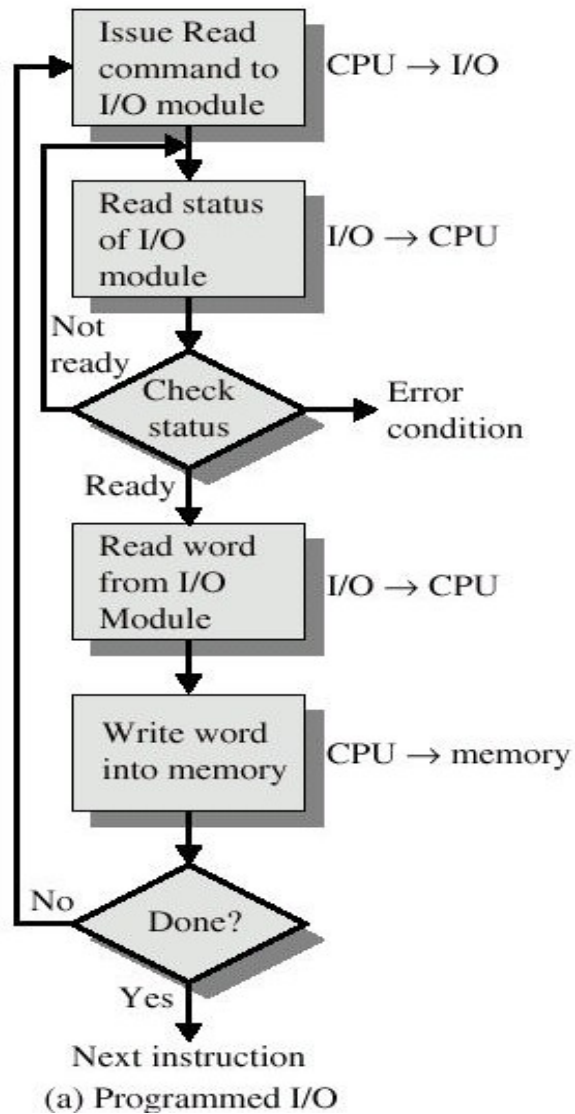 Issue Read
command to
I/O module
CPU → I/O
Read status
of I/O
module
I/O → CPU
Not
ready
Check
status
Error
condition
Ready
Read word
from I/O
Module
I/O → CPU
Write word
into memory
CPU → memory
No
Done?
Yes
Next instruction
(a) Programmed I/O